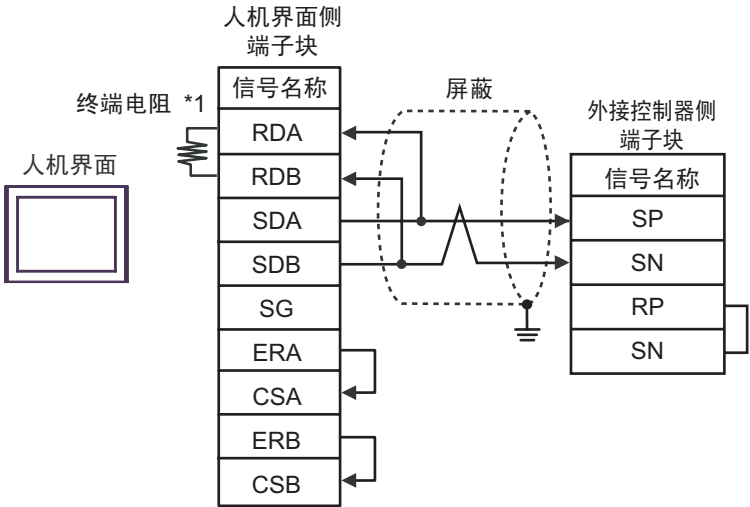 人机界面侧
端子块
信号名称
终端电阻 *1
RDA
RDB
SDA
SDB
SG
ERA
CSA
ERB
CSB
人机界面
屏蔽
外接控制器侧
端子块
信号名称
SP
SN
RP
SN